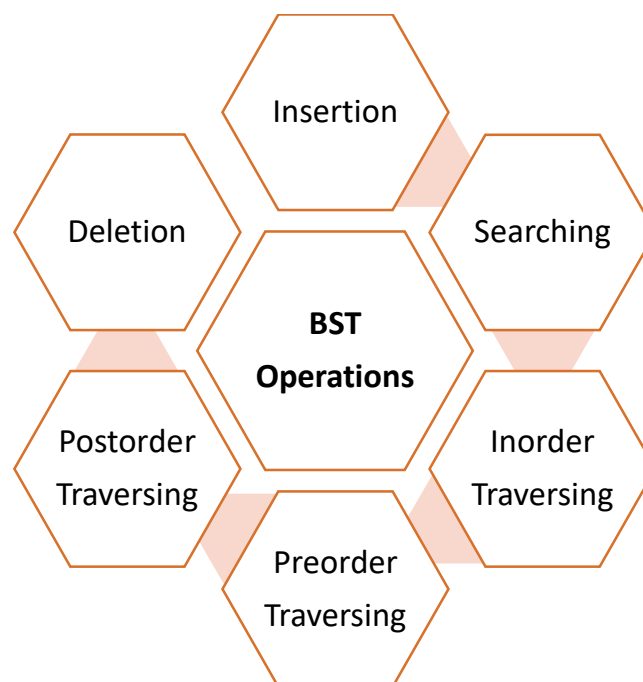 Insertion
Deletion
Searching
BST
Operations
Postorder
Traversing
Inorder
Traversing
Preorder
Traversing